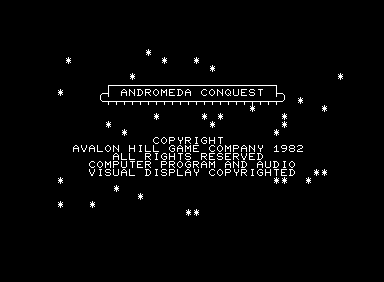 ANDROMEDA CONQUEST
COPYRIGHT
AVALON HILL GAME COMPANY 1982
ALL RIGHTS RESERVED
COMPUTER PROGRAM AND AUDIO
VISUAL DISPLAY COPYRIGHTED